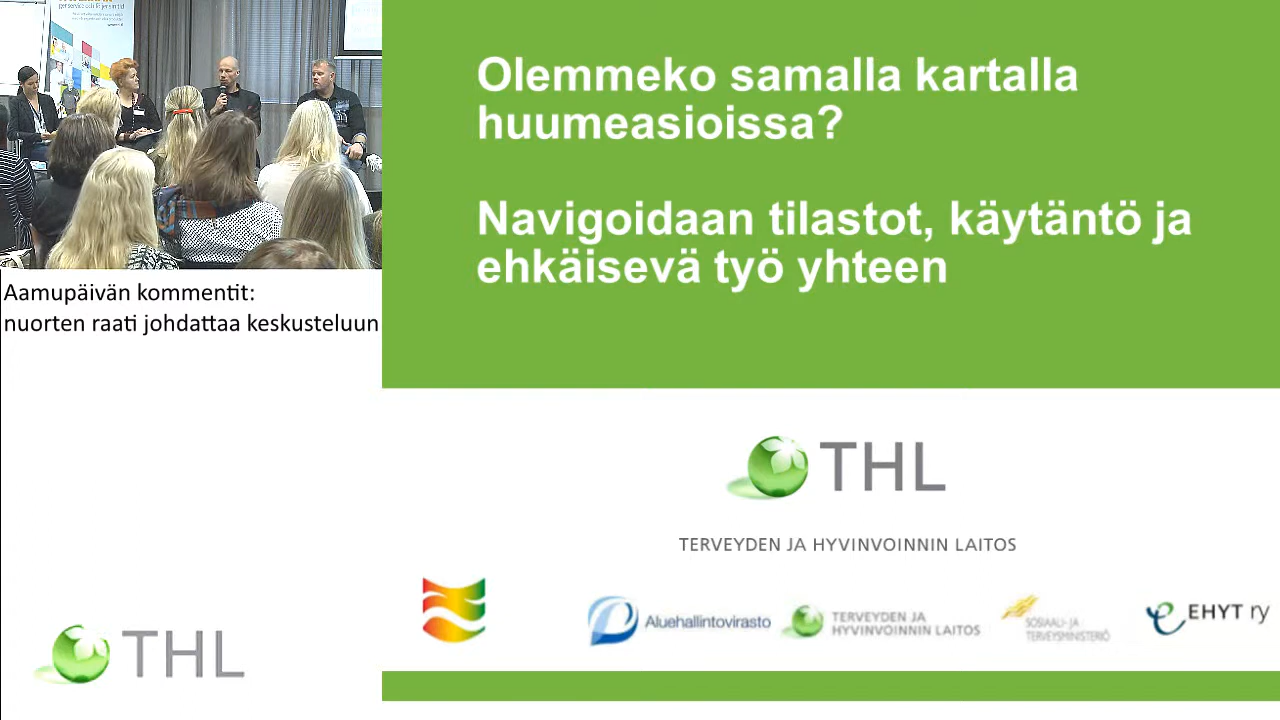 Aamupäivän kommentit:
nuorten raati johdattaa keskusteluun
THL
Olemmeko samalla kartalla
huumeasioissa?
Navigoidaan tilastot, käytäntö ja
ehkäisevä työ yhteen
THL
TERVEYDEN JA HYVINVOINNIN LAITOS
Aluehallintovirasto
TERVEYDEN JA
HYVINVOINNIN LAITOS
SOSIAALI- JA
TERVEYSMINISTERIÖ
EHYT ry